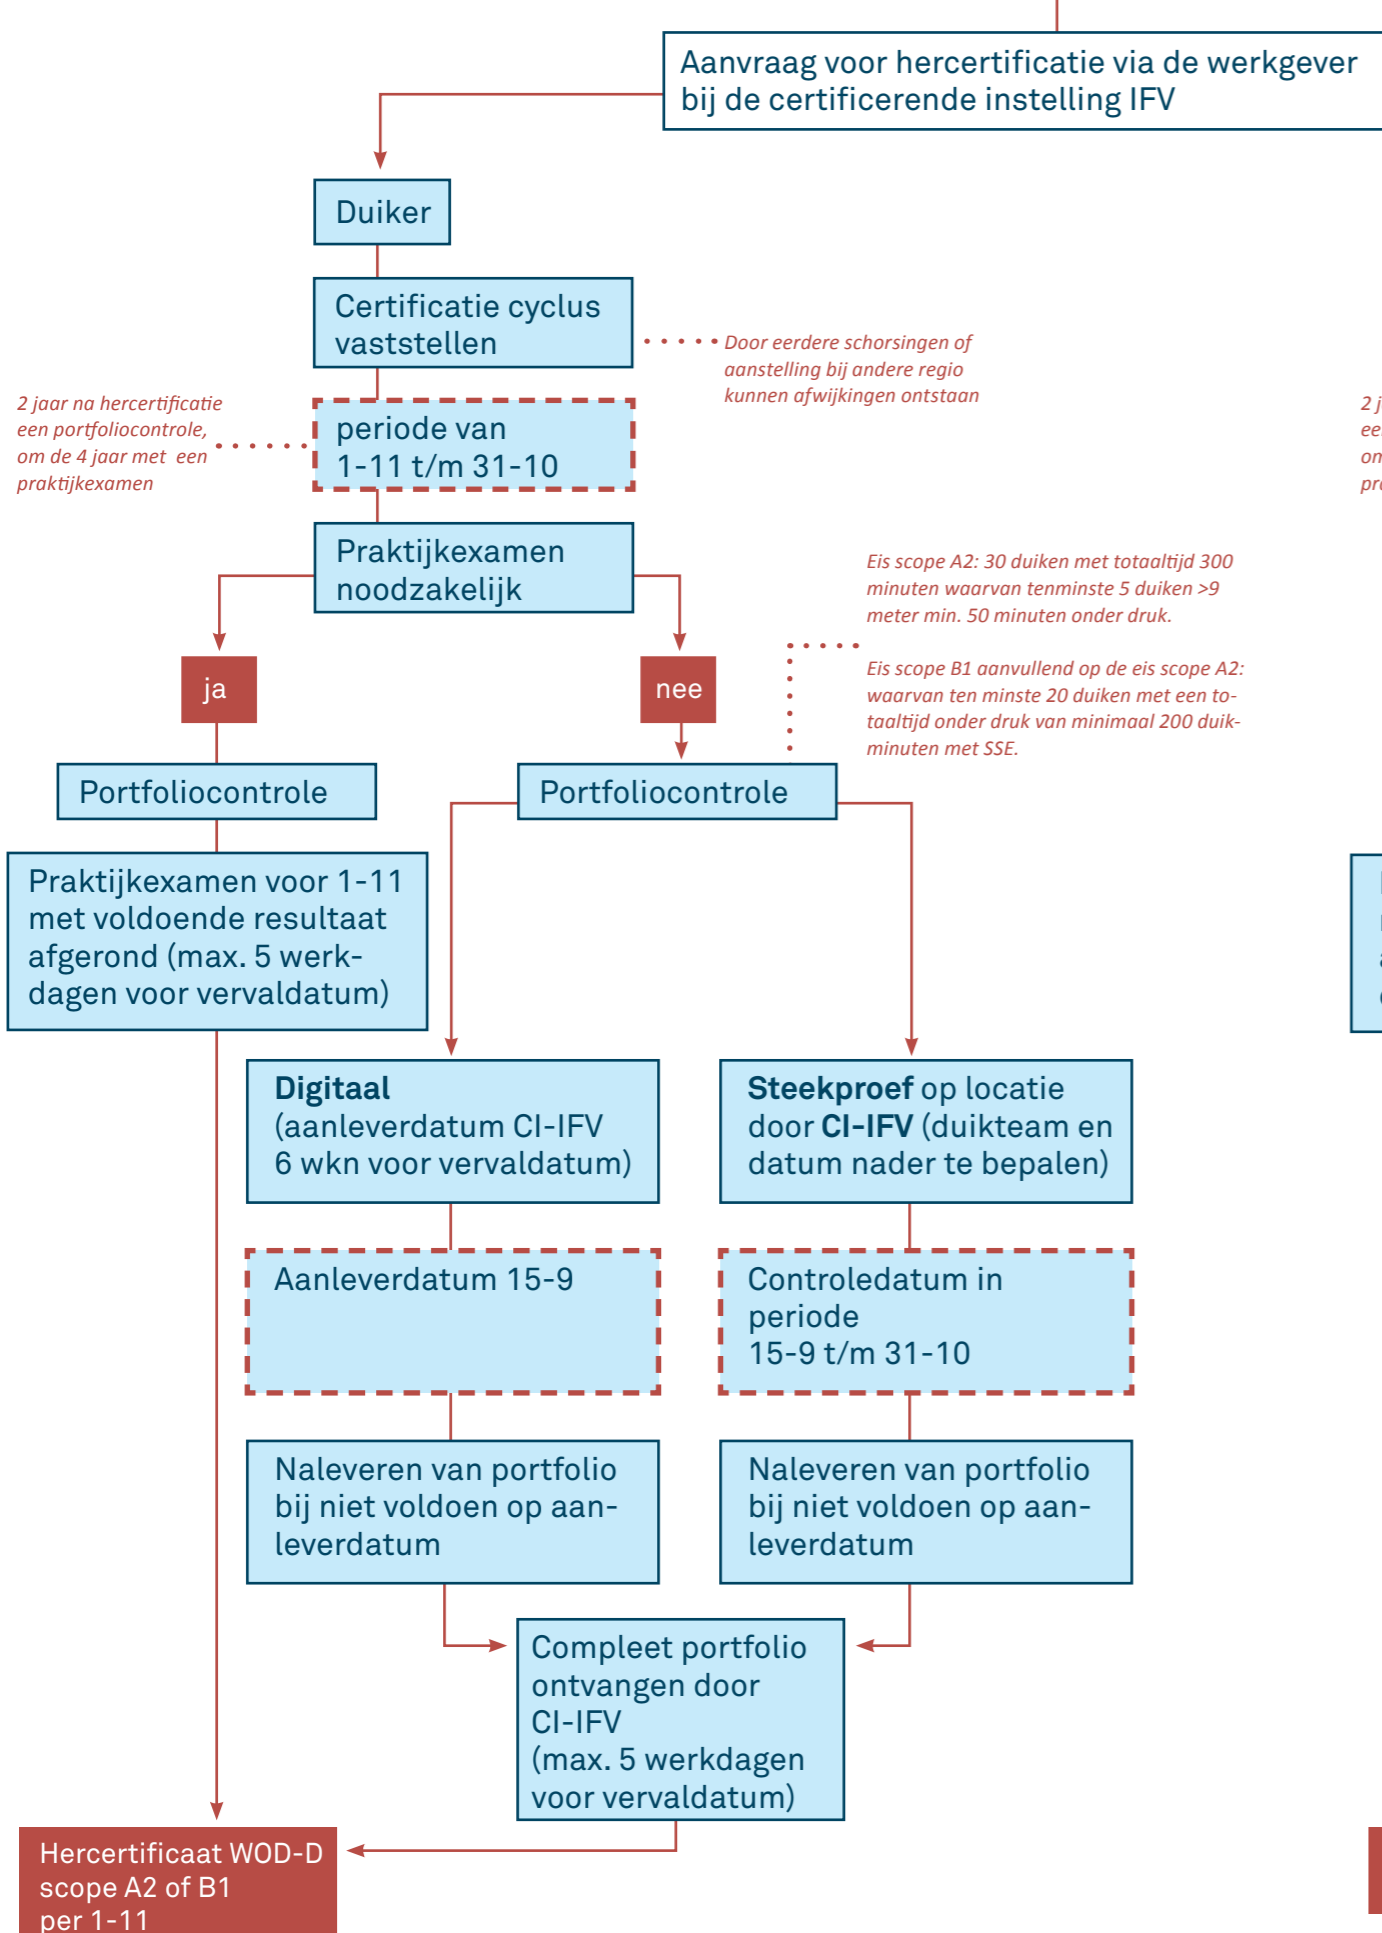 Aanvraag voor hercertificatie via de werkgever
bij de certificerende instelling IFV
Duiker
Certificatie cyclus
vaststellen
Door eerdere schorsingen of
aanstelling bij andere regio
kunnen afwijkingen ontstaan
2 jaar na hercertificatie
een portfoliocontrole,
om de 4 jaar met een
praktijkexamen
periode van
1-11 t/m 31-10
Praktijkexamen
noodzakelijk
Eis scope A2: 30 duiken met totaaltijd 300
minuten waarvan tenminste 5 duiken >9
meter min. 50 minuten onder druk.
Eis scope B1 aanvullend op de eis scope A2:
waarvan ten minste 20 duiken met een to-
taaltijd onder druk van minimaal 200 duik-
minuten met SSE.
ja
nee
Portfoliocontrole
Portfoliocontrole
Praktijkexamen voor 1-11
met voldoende resultaat
afgerond (max. 5 werk-
dagen voor vervaldatum)
Digitaal
(aanleverdatum CI-IFV
6 wkn voor vervaldatum)
Steekproef op locatie
door CI-IFV (duikteam en
datum nader te bepalen)
Aanleverdatum 15-9
Controledatum in
periode
15-9 t/m 31-10
Naleveren van portfolio
bij niet voldoen op aan-
leverdatum
Naleveren van portfolio
bij niet voldoen op aan-
leverdatum
Compleet portfolio
ontvangen door
CI-IFV
(max. 5 werkdagen
voor vervaldatum)
Hercertificaat WOD-D
scope A2 of B1
per 1-11